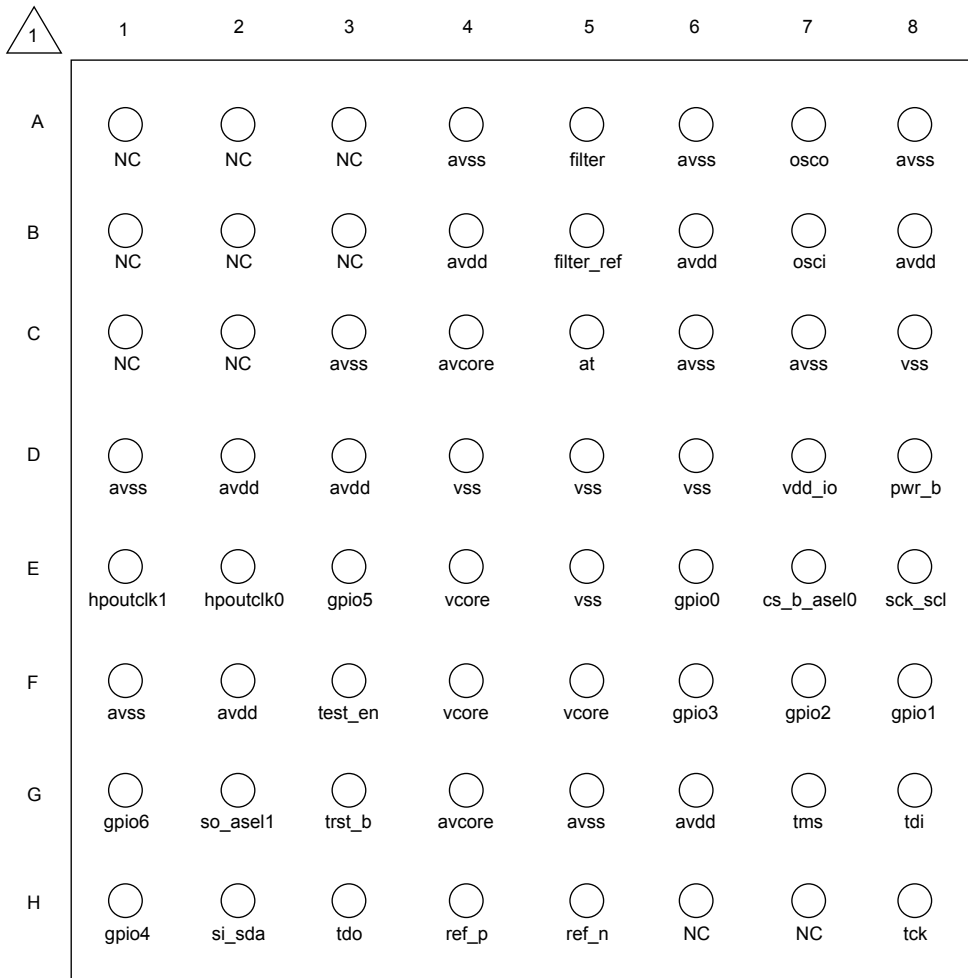 1 1 2 3 4 5 6 7 8
A
NC NC NC avss filter avss osco avss
B
NC NC NC avdd filter_ref avdd osci avdd
C
NC NC avss avcore at avss avss vss
D
avss avdd avdd vss vss vss vdd_io pwr_b
E
hpoutclk1 hpoutclk0 gpio5 vcore vss gpio0 cs_b_asel0 sck_scl
F
avss avdd test_en vcore vcore gpio3 gpio2 gpio1
G
gpio6 so_asel1 trst_b avcore avss avdd tms tdi
H
gpio4 si_sda tdo ref_p ref_n NC NC tck